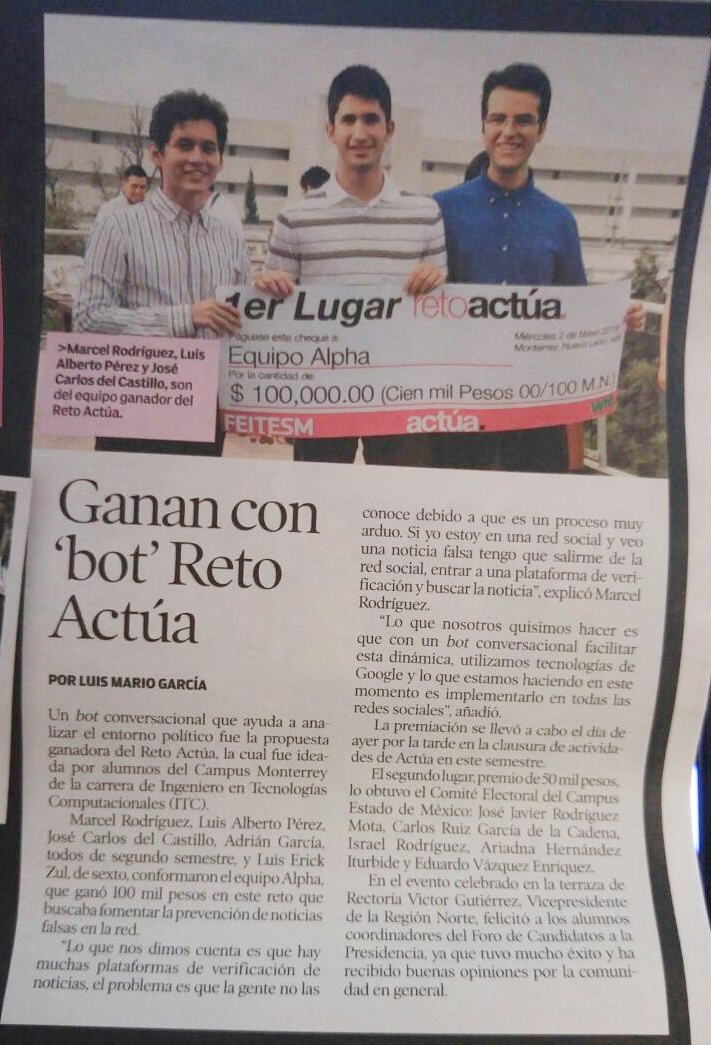 1er Lugar retoactúa.
Páguese este cheque a:
Miércoles 2 de Mayo
Monterrey, Nuevo León,
Equipo Alpha
Por la cantidad de:
$ 100,000.00 (Cien mil Pesos 00/100 M.N.)
FEITESM
actúa.
>Marcel Rodríguez, Luis
Alberto Pérez y José
Carlos del Castillo, son
del equipo ganador del
Reto Actúa.
Ganan con
‘bot’ Reto
Actúa
POR LUIS MARIO GARCÍA
Un bot conversacional que ayuda a ana-
lizar el entorno político fue la propuesta
ganadora del Reto Actúa, la cual fue idea-
da por alumnos del Campus Monterrey
de la carrera de Ingeniero en Tecnologías
Computacionales (ITC).
Marcel Rodríguez, Luis Alberto Pérez,
José Carlos del Castillo, Adrián García,
todos de segundo semestre, y Luis Erick
Zul, de sexto, conformaron el equipo Alpha,
que ganó 100 mil pesos en este reto que
buscaba fomentar la prevención de noticias
falsas en la red.
“Lo que nos dimos cuenta es que hay
muchas plataformas de verificación de
noticias, el problema es que la gente no las
conoce debido a que es un proceso muy
arduo. Si yo estoy en una red social y veo
una noticia falsa tengo que salirme de la
red social, entrar a una plataforma de veri-
ficación y buscar la noticia”, explicó Marcel
Rodríguez.
“Lo que nosotros quisimos hacer es
que con un bot conversacional facilitar
esta dinámica, utilizamos tecnologías de
Google y lo que estamos haciendo en este
momento es implementarlo en todas las
redes sociales”, añadió.
La premiación se llevó a cabo el día de
ayer por la tarde en la clausura de activida-
des de Actúa en este semestre.
El segundo lugar, premio de 50 mil pesos,
lo obtuvo el Comité Electoral del Campus
Estado de México: José Javier Rodríguez
Mota, Carlos Ruiz García de la Cadena,
Israel Rodríguez, Ariadna Hernández
Iturbide y Eduardo Vázquez Enríquez.
En el evento celebrado en la terraza de
Rectoría Victor Gutiérrez, Vicepresidente
de la Región Norte, felicitó a los alumnos
coordinadores del Foro de Candidatos a la
Presidencia, ya que tuvo mucho éxito y ha
recibido buenas opiniones por la comuni-
dad en general.